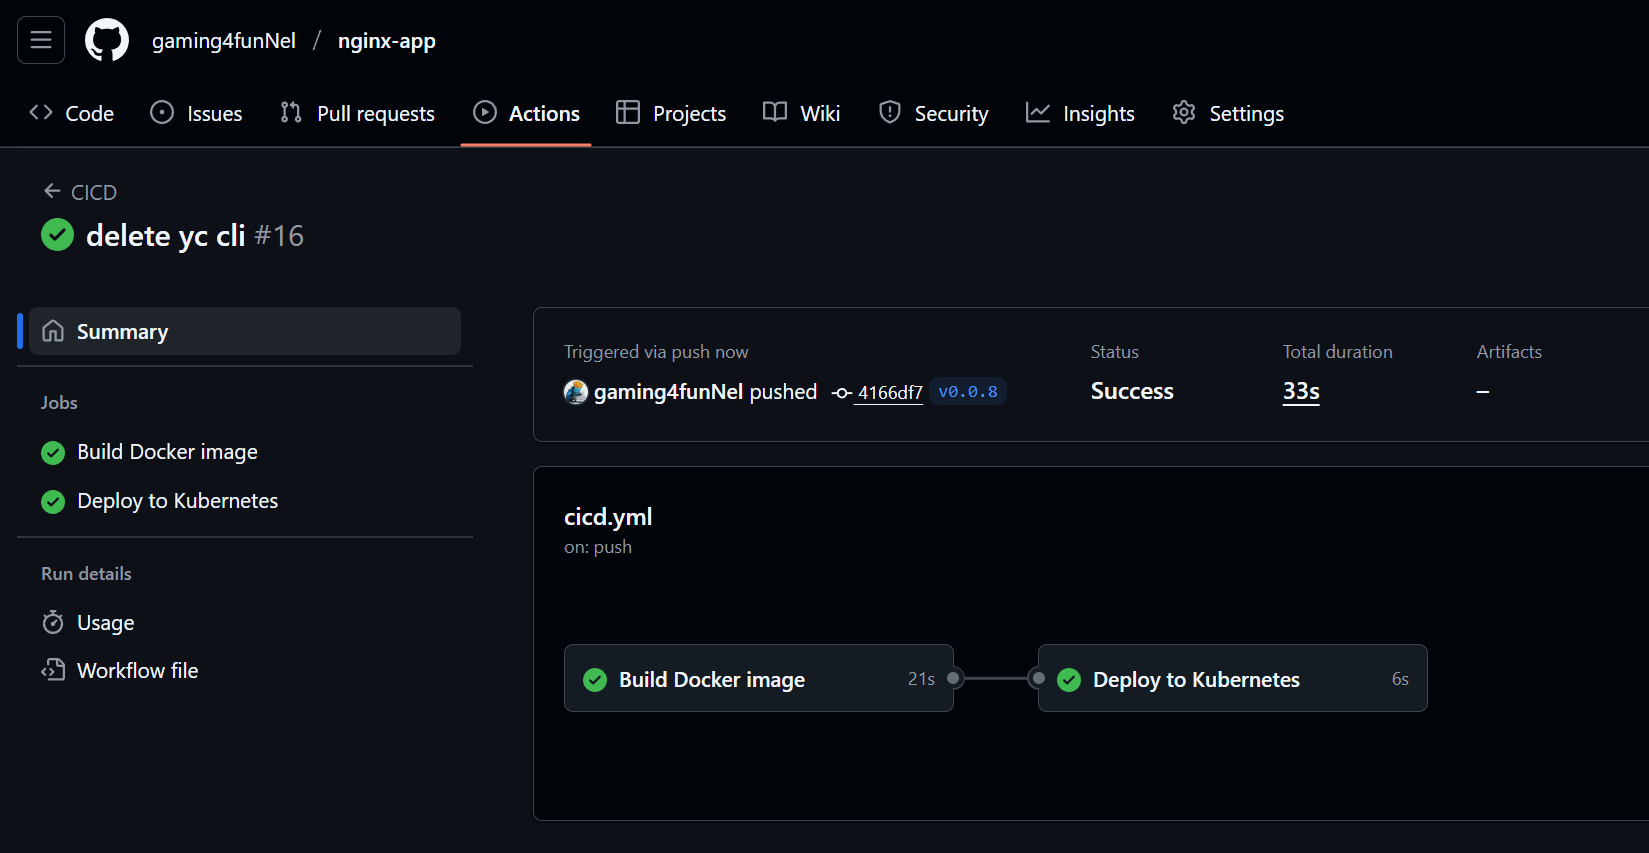 gaming4funNel / nginx-app
Code Issues Pull requests Actions Projects Wiki Security Insights Settings
CICD
delete yc cli #16
Summary
Jobs
Build Docker image
Deploy to Kubernetes
Run details
Usage
Workflow file
Triggered via push now
gaming4funNel pushed 4166df7 v0.0.8
Status
Success
Total duration
33s
Artifacts
–
cicd.yml
on: push
Build Docker image 21s
Deploy to Kubernetes 6s